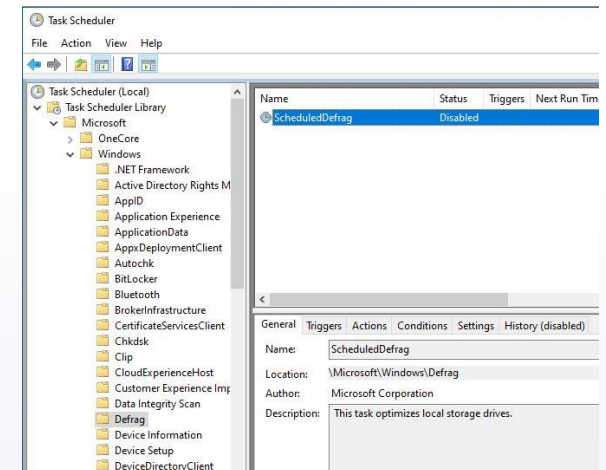 Task Scheduler
File Action View Help
Task Scheduler (Local)
Task Scheduler Library
Microsoft
OneCore
Windows
.NET Framework
Active Directory Rights M
AppID
Application Experience
ApplicationData
AppxDeploymentClient
Autochk
BitLocker
Bluetooth
BrokerInfrastructure
CertificateServicesClient
Chkdsk
Clip
CloudExperienceHost
Customer Experience Imp
Data Integrity Scan
Defrag
Device Information
Device Setup
DeviceDirectoryClient
Name Status Triggers Next Run Tim
ScheduledDefrag Disabled
General Triggers Actions Conditions Settings History (disabled)
Name: ScheduledDefrag
Location: \Microsoft\Windows\Defrag
Author: Microsoft Corporation
Description: This task optimizes local storage drives.